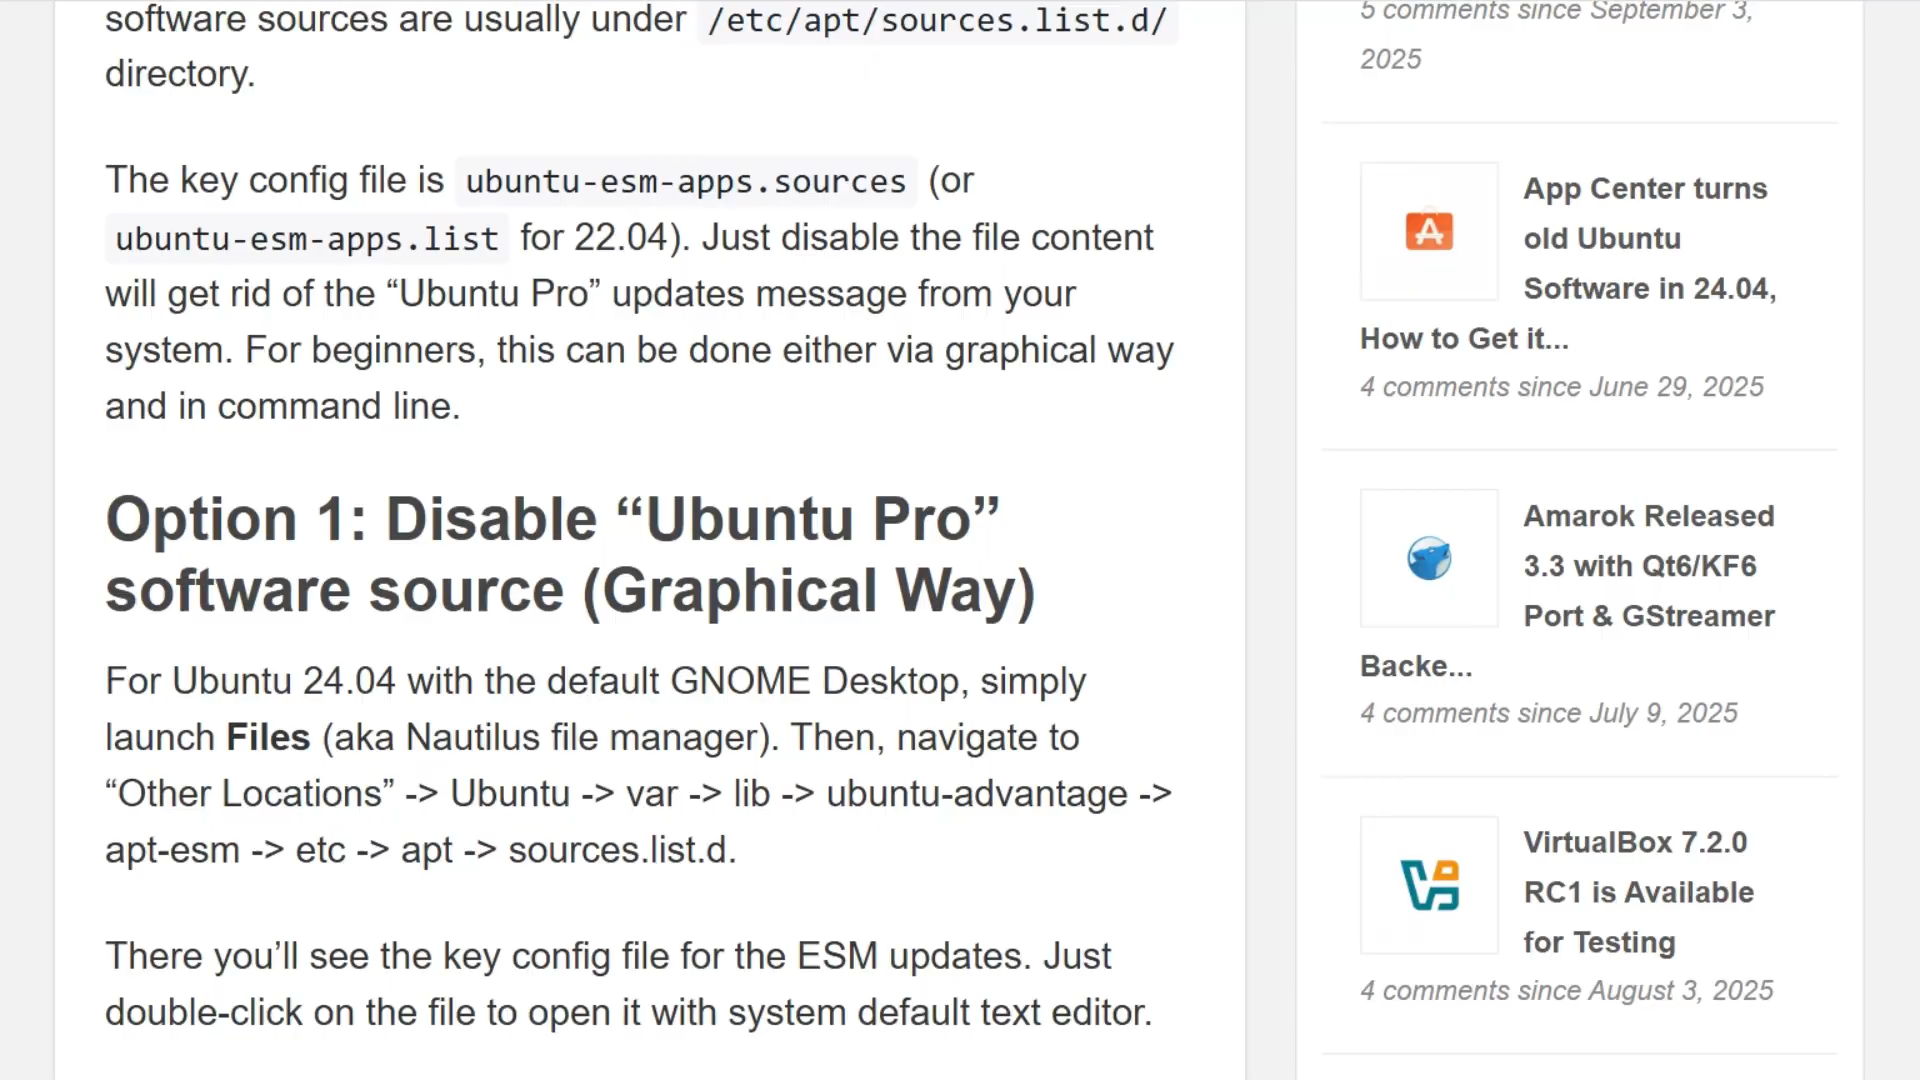 software sources are usually under /etc/apt/sources.list.d/
directory.
The key config file is ubuntu-esm-apps.sources (or
ubuntu-esm-apps.list for 22.04). Just disable the file content
will get rid of the “Ubuntu Pro” updates message from your
system. For beginners, this can be done either via graphical way
and in command line.
Option 1: Disable “Ubuntu Pro”
software source (Graphical Way)
For Ubuntu 24.04 with the default GNOME Desktop, simply
launch Files (aka Nautilus file manager). Then, navigate to
“Other Locations” -> Ubuntu -> var -> lib -> ubuntu-advantage ->
apt-esm -> etc -> apt -> sources.list.d.
There you’ll see the key config file for the ESM updates. Just
double-click on the file to open it with system default text editor.
5 comments since September 3,
2025
App Center turns
old Ubuntu
Software in 24.04,
How to Get it...
4 comments since June 29, 2025
Amarok Released
3.3 with Qt6/KF6
Port & GStreamer
Backe...
4 comments since July 9, 2025
VirtualBox 7.2.0
RC1 is Available
for Testing
4 comments since August 3, 2025